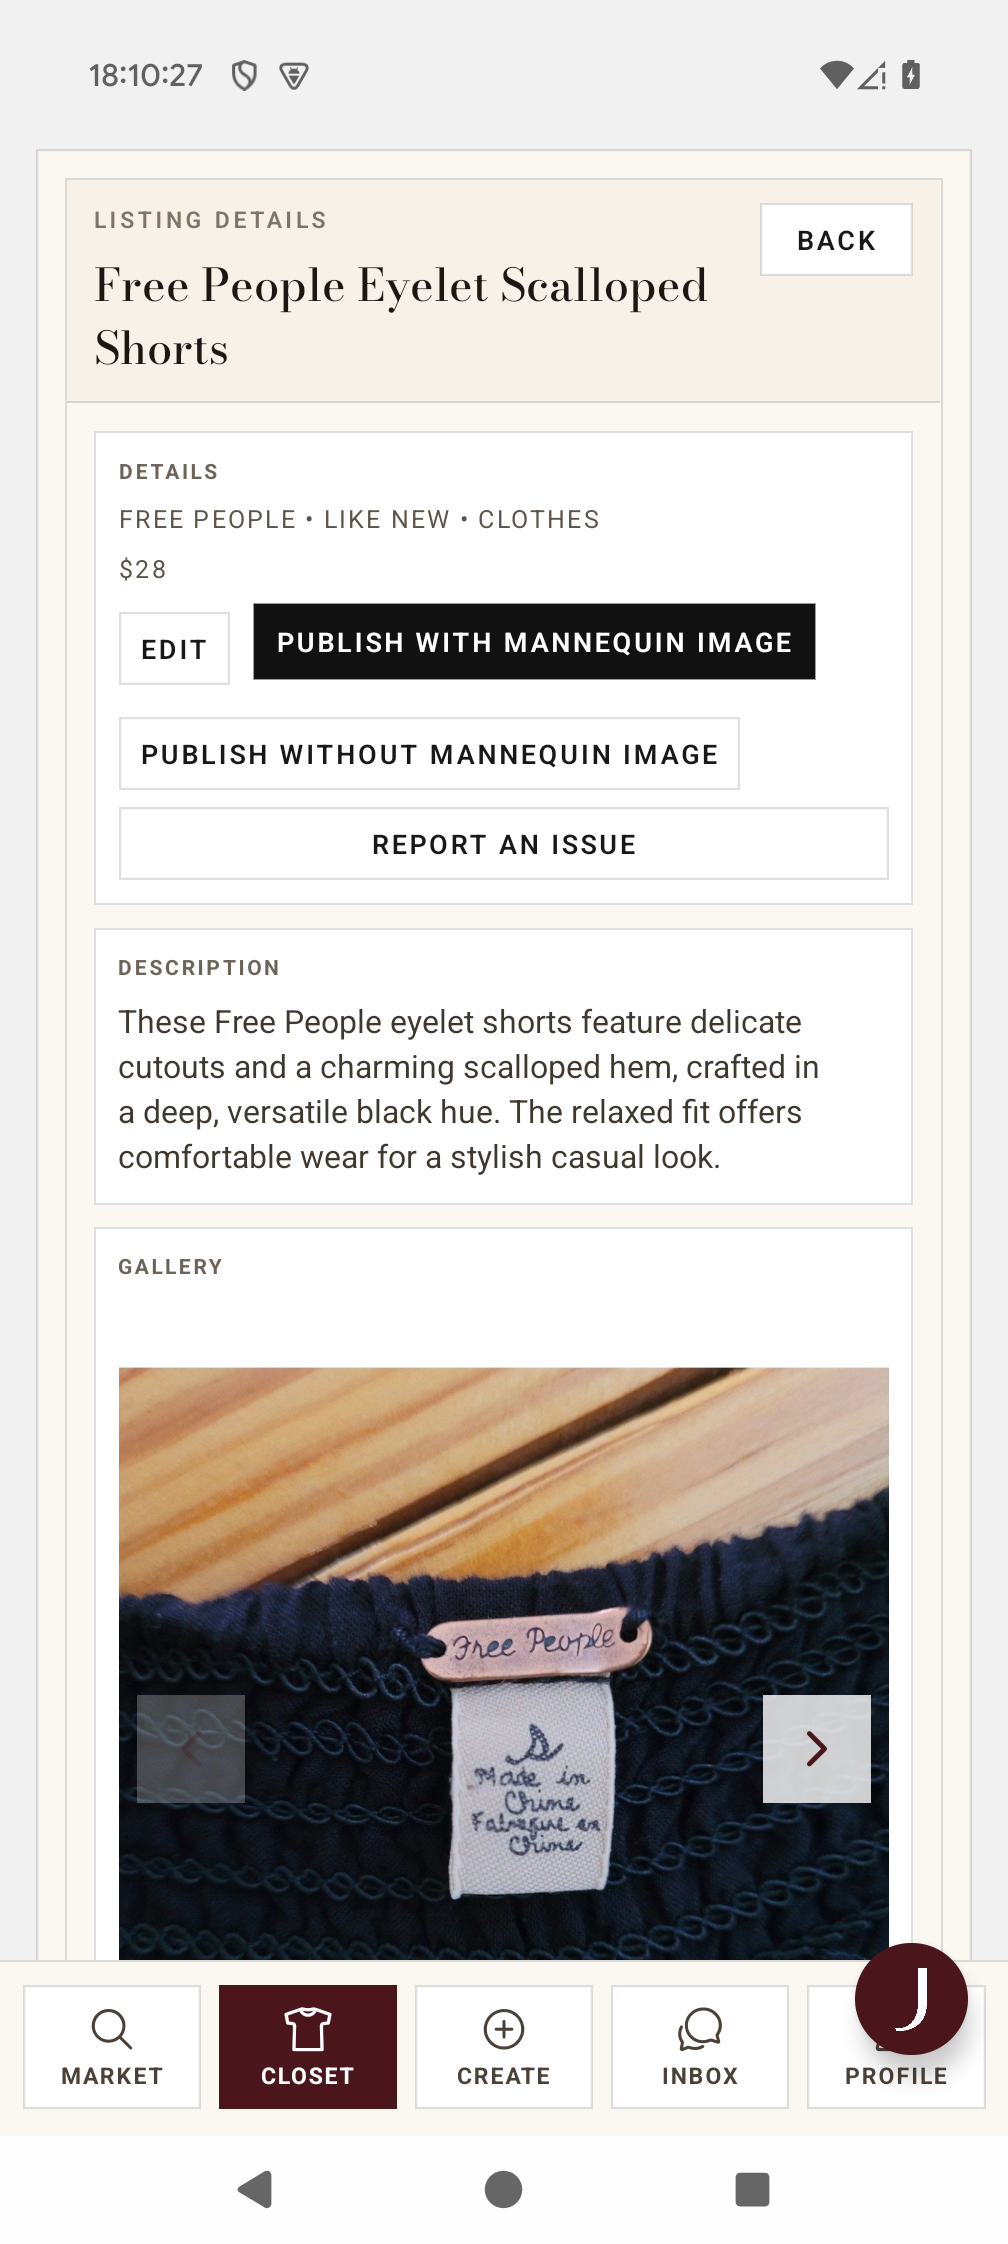 18:10:27
LISTING DETAILS
BACK
Free People Eyelet Scalloped
Shorts
DETAILS
FREE PEOPLE • LIKE NEW • CLOTHES
$28
EDIT
PUBLISH WITH MANNEQUIN IMAGE
PUBLISH WITHOUT MANNEQUIN IMAGE
REPORT AN ISSUE
DESCRIPTION
These Free People eyelet shorts feature delicate
cutouts and a charming scalloped hem, crafted in
a deep, versatile black hue. The relaxed fit offers
comfortable wear for a stylish casual look.
GALLERY
Free People
S
Made in
China
Fabriqué en
China
J
MARKET
CLOSET
CREATE
INBOX
PROFILE